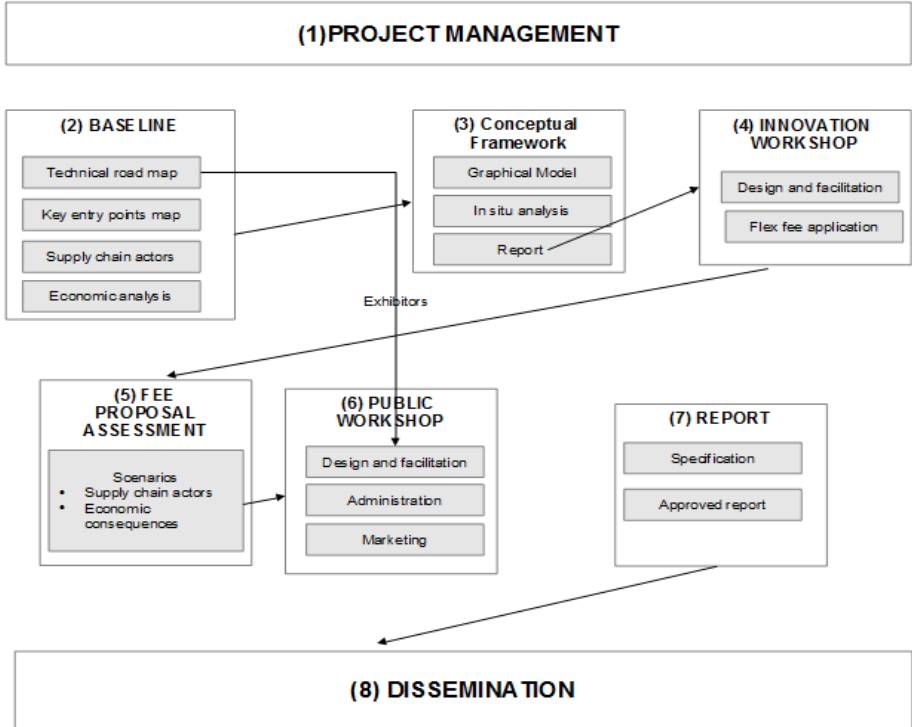 (1)PROJECT MANAGEMENT
(2) BASELINE
Technical road map
Key entry points map
Supply chain actors
Economic analysis
(3) Conceptual
Framework
Graphical Model
In situ analysis
Report
(4) INNOVATION
WORKSHOP
Design and facilitation
Flex fee application
Exhibitors
(5) FEE
PROPOSAL
ASSESSMENT
Scenarios
• Supply chain actors
• Economic
consequences
(6) PUBLIC
WORKSHOP
Design and facilitation
Administration
Marketing
(7) REPORT
Specification
Approved report
(8) DISSEMINATION